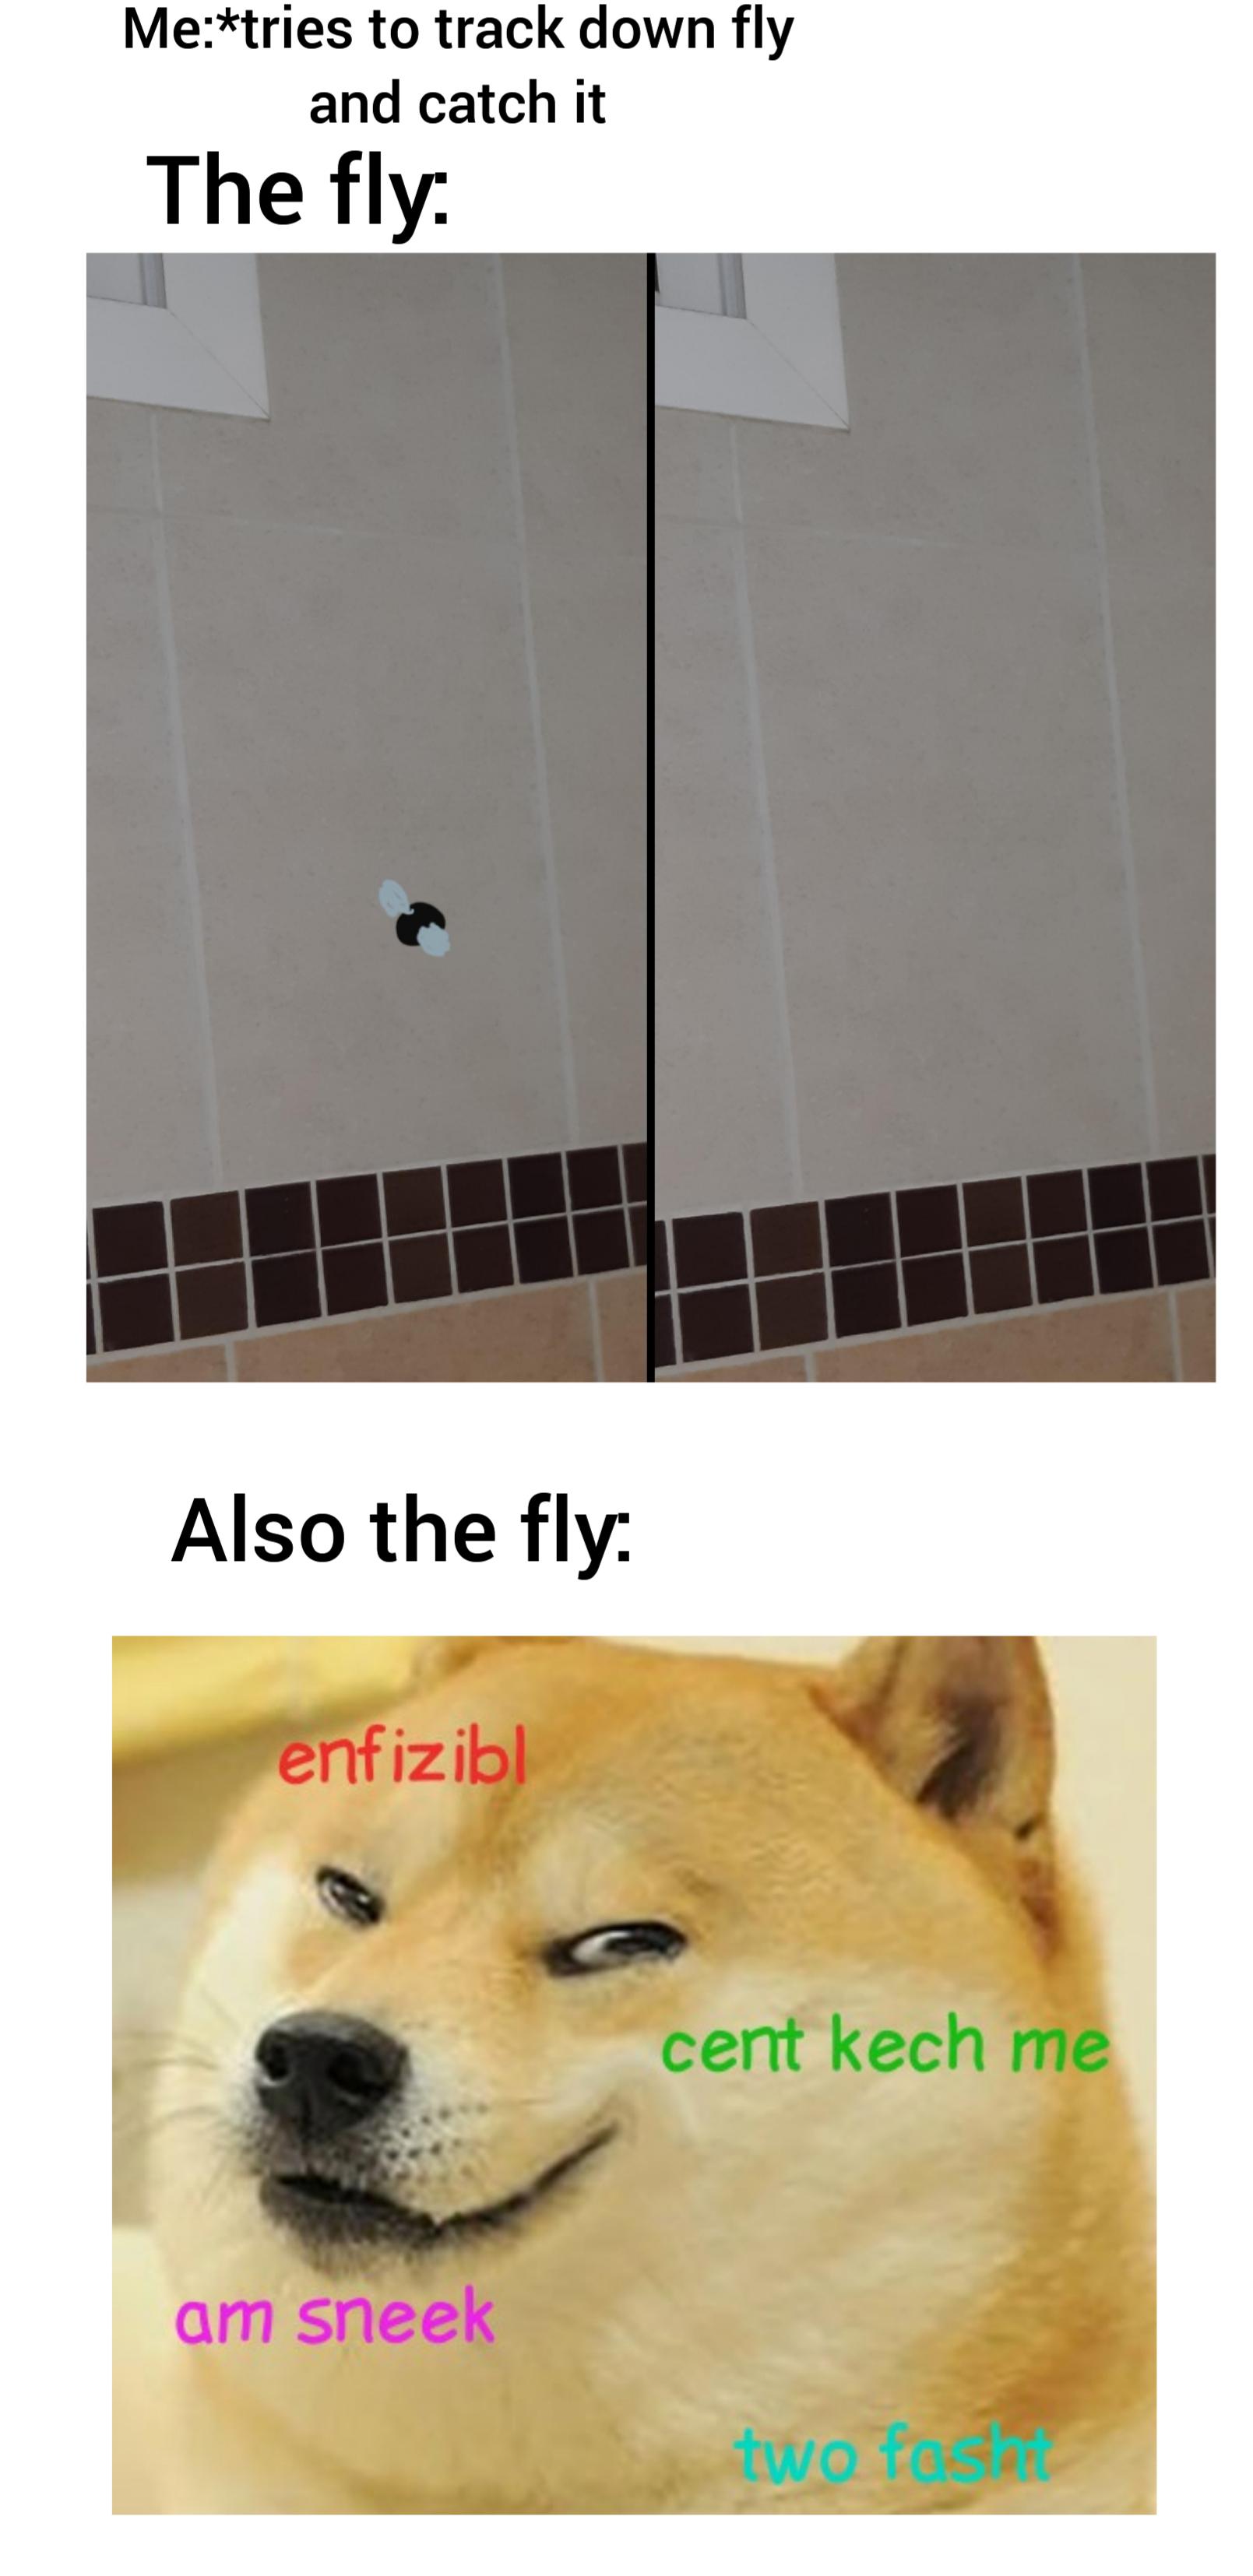 Me:*tries to track down fly
and catch it
The fly:
Also the fly:
enfizibl
cent kech me
am sneek
two fasht